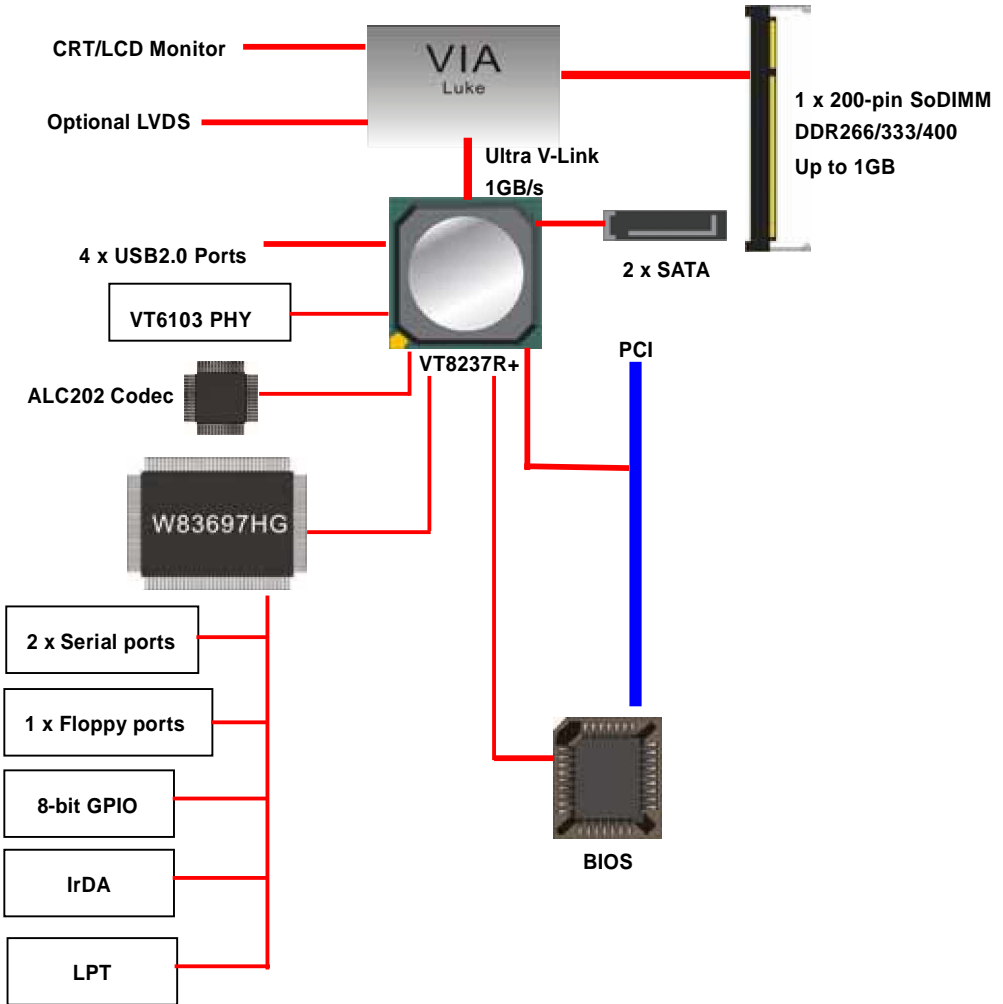 CRT/LCD Monitor
VIA
Luke
Optional LVDS
1 x 200-pin SoDIMM
DDR266/333/400
Up to 1GB
Ultra V-Link
1GB/s
4 x USB2.0 Ports
2 x SATA
VT6103 PHY
VT8237R+
PCI
ALC202 Codec
W83697HG
2 x Serial ports
1 x Floppy ports
8-bit GPIO
IrDA
LPT
BIOS